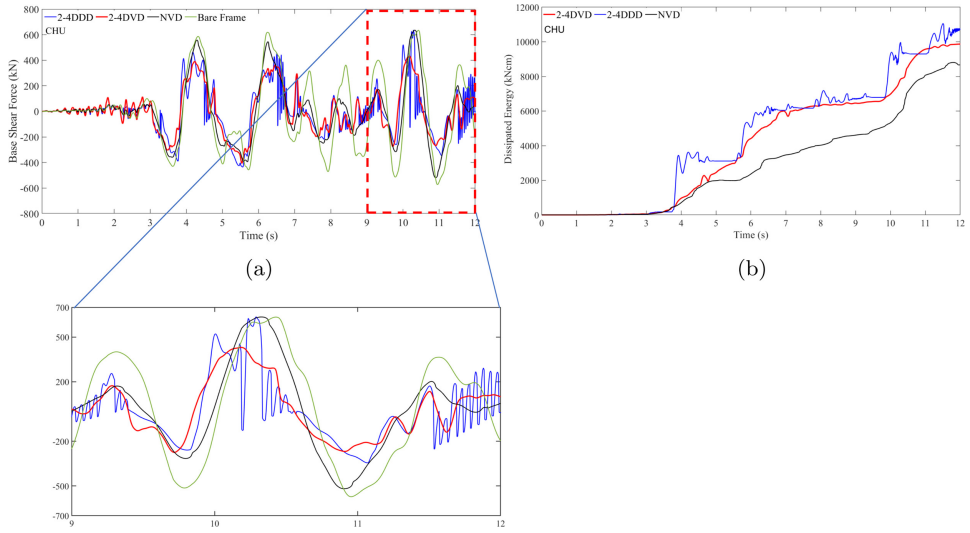 800
600
400
200
0
-200
-400
-600
-800
Base Shear Force (kN)
2-4DDD 2-4DVD NVD Bare Frame
CHU
0 1 2 3 4 5 6 7 8 9 10 11 12
Time (s)
(a)
12000
10000
8000
6000
4000
2000
0
Dissipated Energy (kNcm)
2-4DVD 2-4DDD NVD
CHU
0 1 2 3 4 5 6 7 8 9 10 11 12
Time (s)
(b)
700
500
200
0
-200
-500
-700
9 10 11 12